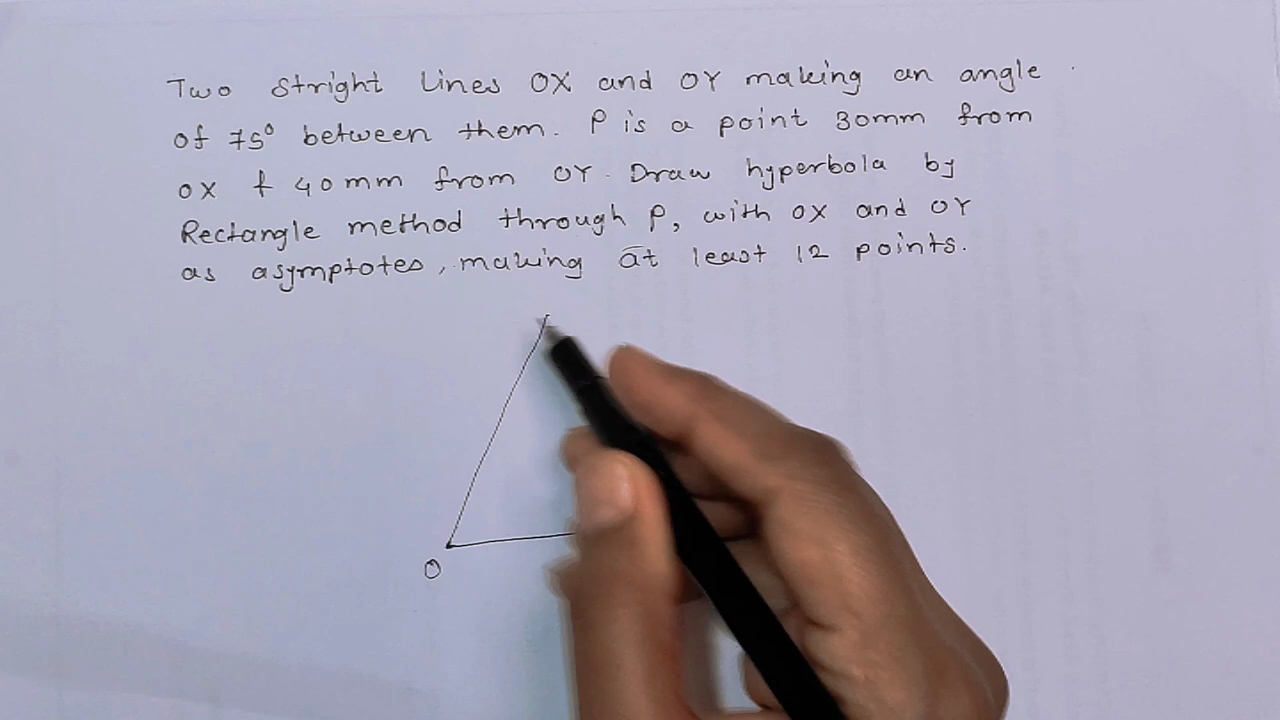 Two Stright Lines OX and OY making an angle
of 75° between them. P is a point 30mm from
OX & 40mm from OY. Draw hyperbola by
Rectangle method through P, with OX and OY
as asymptotes, making at least 12 points.
O